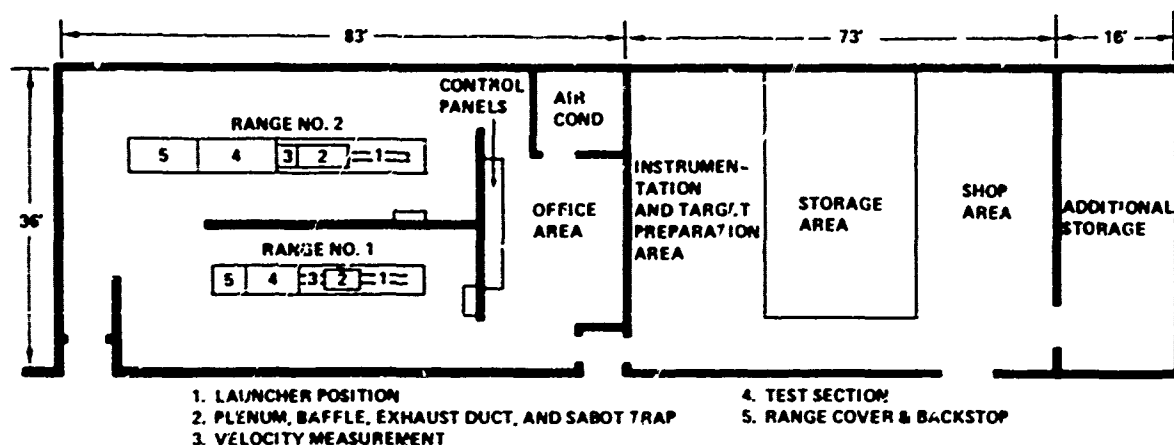 83'
73'
16'
36'
CONTROL
PANELS
AIR
COND
RANGE NO. 2
5 4 3 2 1
INSTRUMEN-
TATION
AND TARGET
PREPARATION
AREA
OFFICE
AREA
STORAGE
AREA
SHOP
AREA
ADDITIONAL
STORAGE
RANGE NO. 1
5 4 3 2 1
1. LAUNCHER POSITION
2. PLENUM, BAFFLE, EXHAUST DUCT, AND SABOT TRAP
3. VELOCITY MEASUREMENT
4. TEST SECTION
5. RANGE COVER & BACKSTOP